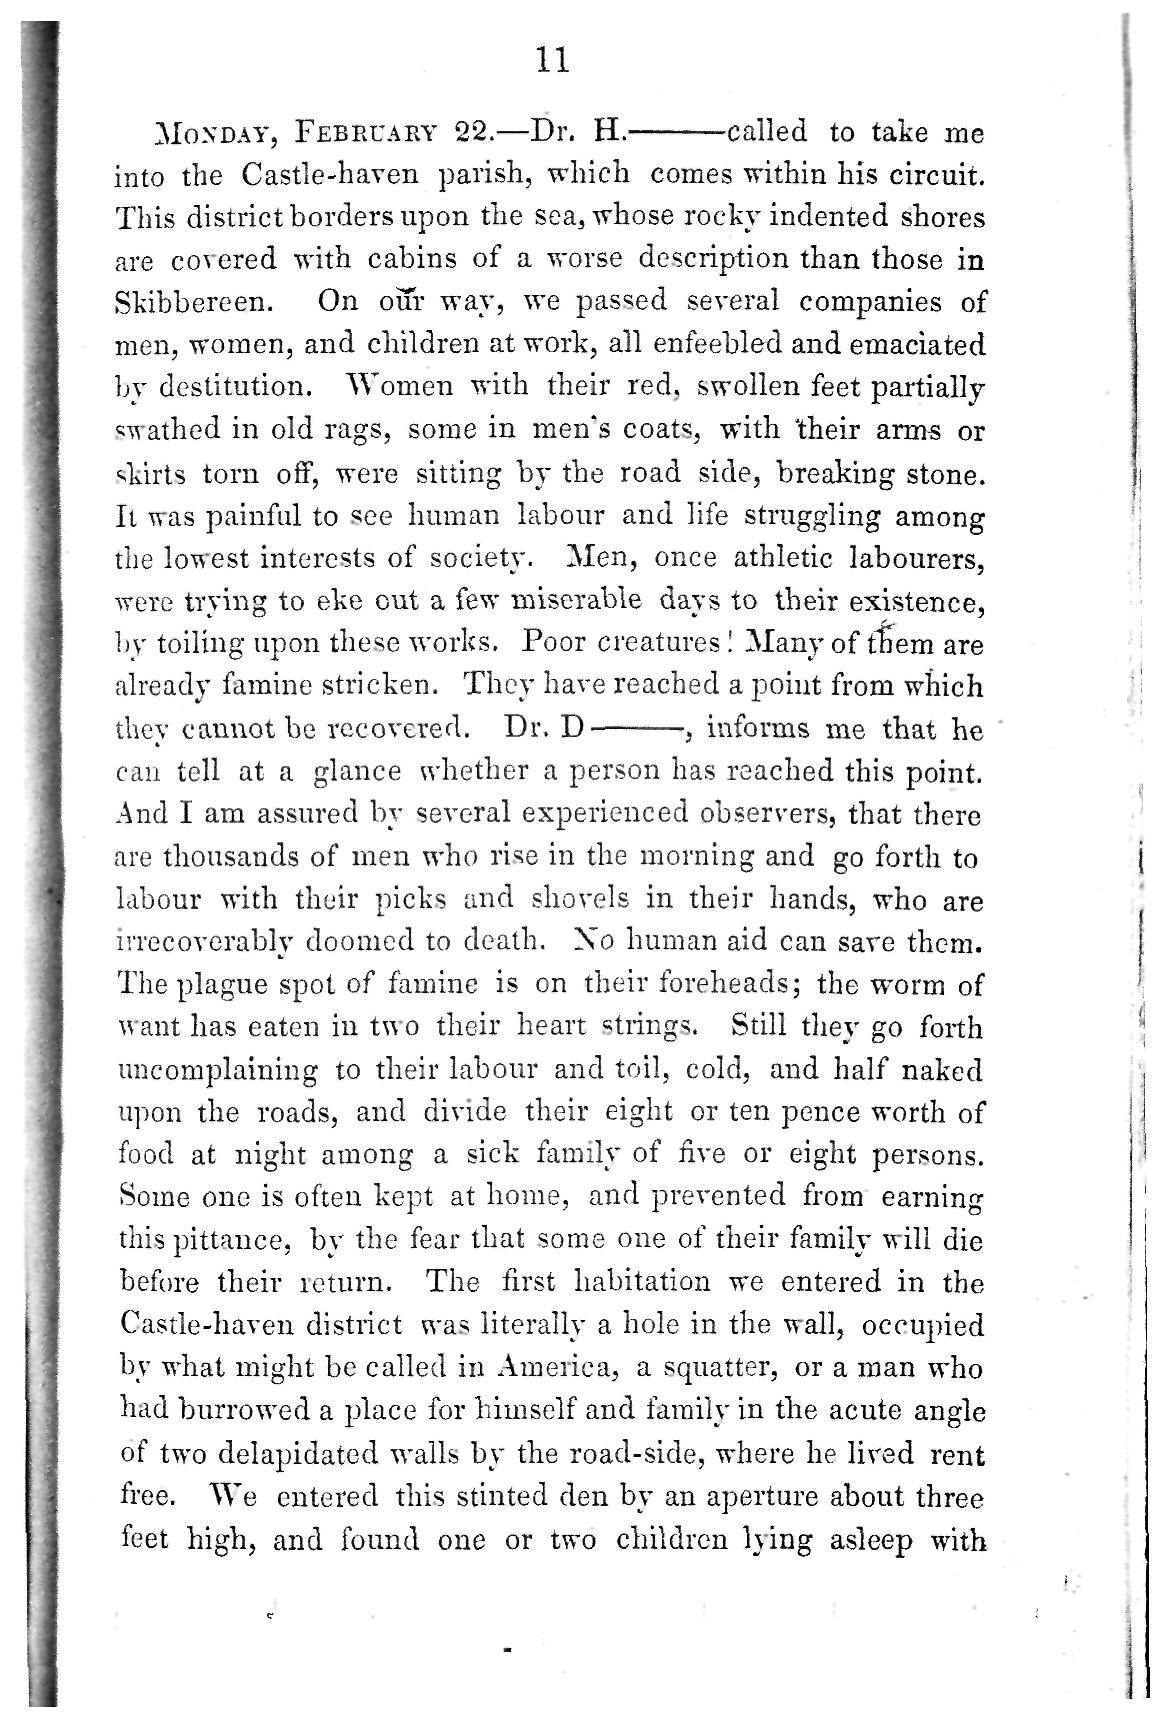 11
MONDAY, FEBRUARY 22.—Dr. H.———called to take me
into the Castle-haven parish, which comes within his circuit.
This district borders upon the sea, whose rocky indented shores
are covered with cabins of a worse description than those in
Skibbereen. On our way, we passed several companies of
men, women, and children at work, all enfeebled and emaciated
by destitution. Women with their red, swollen feet partially
swathed in old rags, some in men's coats, with their arms or
skirts torn off, were sitting by the road side, breaking stone.
It was painful to see human labour and life struggling among
the lowest interests of society. Men, once athletic labourers,
were trying to eke out a few miserable days to their existence,
by toiling upon these works. Poor creatures! Many of them are
already famine stricken. They have reached a point from which
they cannot be recovered. Dr. D———, informs me that he
can tell at a glance whether a person has reached this point.
And I am assured by several experienced observers, that there
are thousands of men who rise in the morning and go forth to
labour with their picks and shovels in their hands, who are
irrecoverably doomed to death. No human aid can save them.
The plague spot of famine is on their foreheads; the worm of
want has eaten in two their heart strings. Still they go forth
uncomplaining to their labour and toil, cold, and half naked
upon the roads, and divide their eight or ten pence worth of
food at night among a sick family of five or eight persons.
Some one is often kept at home, and prevented from earning
this pittance, by the fear that some one of their family will die
before their return. The first habitation we entered in the
Castle-haven district was literally a hole in the wall, occupied
by what might be called in America, a squatter, or a man who
had burrowed a place for himself and family in the acute angle
of two delapidated walls by the road-side, where he lived rent
free. We entered this stinted den by an aperture about three
feet high, and found one or two children lying asleep with